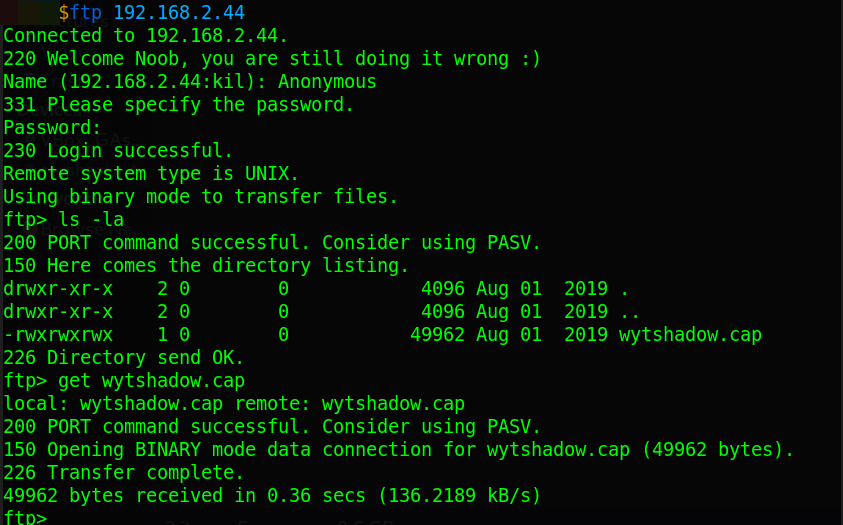 $ftp 192.168.2.44
Connected to 192.168.2.44.
220 Welcome Noob, you are still doing it wrong :)
Name (192.168.2.44:kil): Anonymous
331 Please specify the password.
Password:
230 Login successful.
Remote system type is UNIX.
Using binary mode to transfer files.
ftp> ls -la
200 PORT command successful. Consider using PASV.
150 Here comes the directory listing.
drwxr-xr-x    2 0        0            4096 Aug 01  2019 .
drwxr-xr-x    2 0        0            4096 Aug 01  2019 ..
-rwxrwxrwx    1 0        0           49962 Aug 01  2019 wytshadow.cap
226 Directory send OK.
ftp> get wytshadow.cap
local: wytshadow.cap remote: wytshadow.cap
200 PORT command successful. Consider using PASV.
150 Opening BINARY mode data connection for wytshadow.cap (49962 bytes).
226 Transfer complete.
49962 bytes received in 0.36 secs (136.2189 kB/s)
ftp>